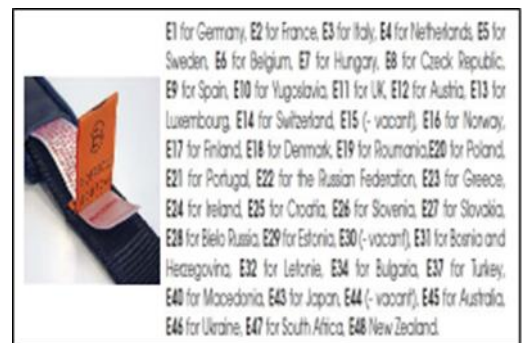 E1 for Germany, E2 for France, E3 for Italy, E4 for Netherlands, E5 for
Sweden, E6 for Belgium, E7 for Hungary, E8 for Czeck Republic,
E9 for Spain, E10 for Yugoslavia, E11 for UK, E12 for Austria, E13 for
Luxembourg, E14 for Switzerland, E15 (- vacant), E16 for Norway,
E17 for Finland, E18 for Denmark, E19 for Roumania,E20 for Poland,
E21 for Portugal, E22 for the Russian Federation, E23 for Greece,
E24 for Ireland, E25 for Croatia, E26 for Slovenia, E27 for Slovakia,
E28 for Bielo Russia, E29 for Estonia, E30 (- vacant), E31 for Bosnia and
Herzegovina, E32 for Letonie, E34 for Bulgaria, E37 for Turkey,
E40 for Macedonia, E43 for Japan, E44 (- vacant), E45 for Australia,
E46 for Ukraine, E47 for South Africa, E48 New Zealand.